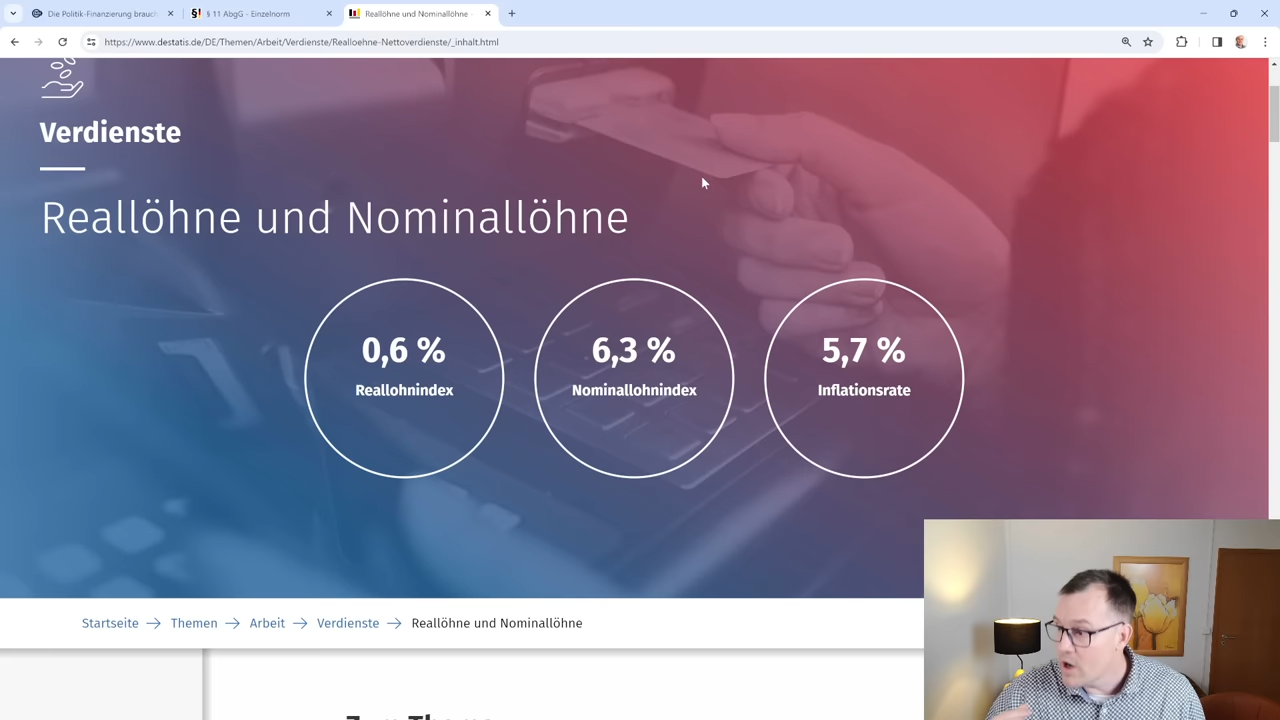 Die Politik-Finanzierung brauch
§ 11 AbgG - Einzelnorm
Reallöhne und Nominallöhne -
https://www.destatis.de/DE/Themen/Arbeit/Verdienste/Realloehne-Nettoverdienste/_inhalt.html
Verdienste
Reallöhne und Nominallöhne
0,6 %
Reallohnindex
6,3 %
Nominallohnindex
5,7 %
Inflationsrate
Startseite
Themen
Arbeit
Verdienste
Reallöhne und Nominallöhne
Zum Thema